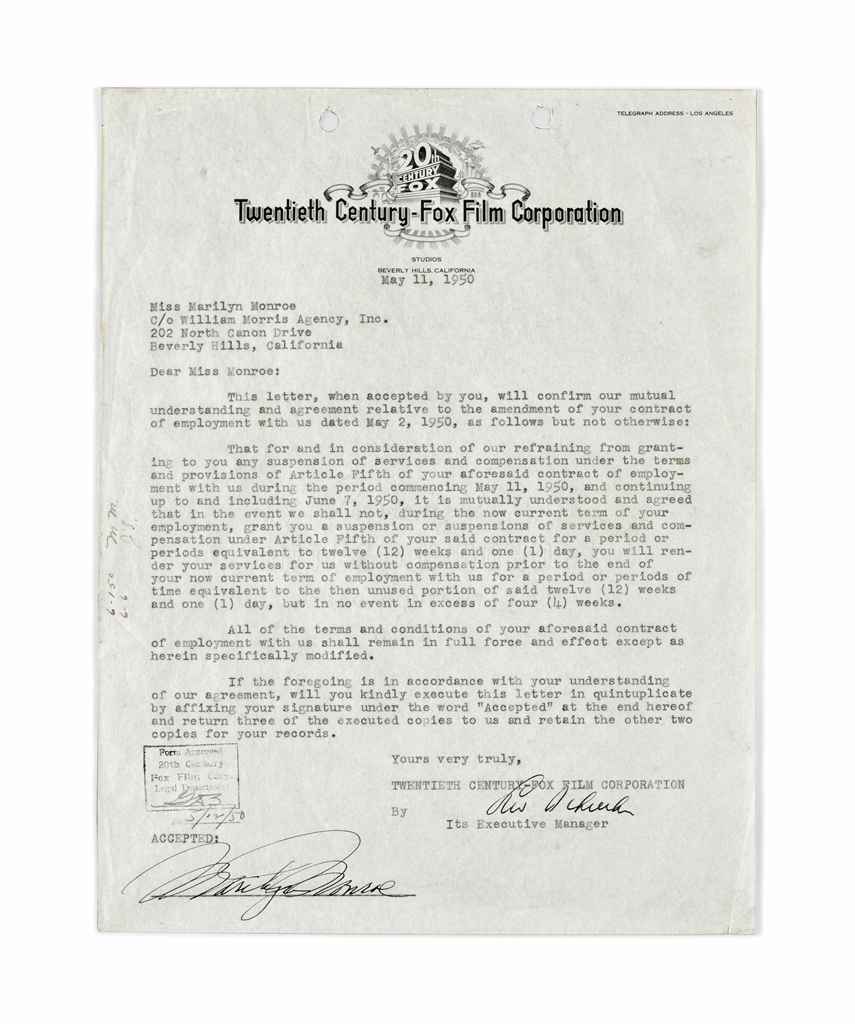 TELEGRAPH ADDRESS - LOS ANGELES
20th
CENTURY
FOX
Twentieth Century-Fox Film Corporation
STUDIOS
BEVERLY HILLS, CALIFORNIA
May 11, 1950
Miss Marilyn Monroe
C/o William Morris Agency, Inc.
202 North Canon Drive
Beverly Hills, California
Dear Miss Monroe:
This letter, when accepted by you, will confirm our mutual
understanding and agreement relative to the amendment of your contract
of employment with us dated May 2, 1950, as follows but not otherwise:
That for and in consideration of our refraining from grant-
ing to you any suspension of services and compensation under the terms
and provisions of Article Fifth of your aforesaid contract of employ-
ment with us during the period commencing May 11, 1950, and continuing
up to and including June 7, 1950, it is mutually understood and agreed
that in the event we shall not, during the now current term of your
employment, grant you a suspension or suspensions of services and com-
pensation under Article Fifth of your said contract for a period or
periods equivalent to twelve (12) weeks and one (1) day, you will ren-
der your services for us without compensation prior to the end of
your now current term of employment with us for a period or periods of
time equivalent to the then unused portion of said twelve (12) weeks
and one (1) day, but in no event in excess of four (4) weeks.
All of the terms and conditions of your aforesaid contract
of employment with us shall remain in full force and effect except as
herein specifically modified.
If the foregoing is in accordance with your understanding
of our agreement, will you kindly execute this letter in quintuplicate
by affixing your signature under the word "Accepted" at the end hereof
and return three of the executed copies to us and retain the other two
copies for your records.
Yours very truly,
TWENTIETH CENTURY-FOX FILM CORPORATION
By
Its Executive Manager
Form Approved
20th Century-
Fox Film Corp.
Legal Department
5/12/50
ACCEPTED:
Marilyn Monroe